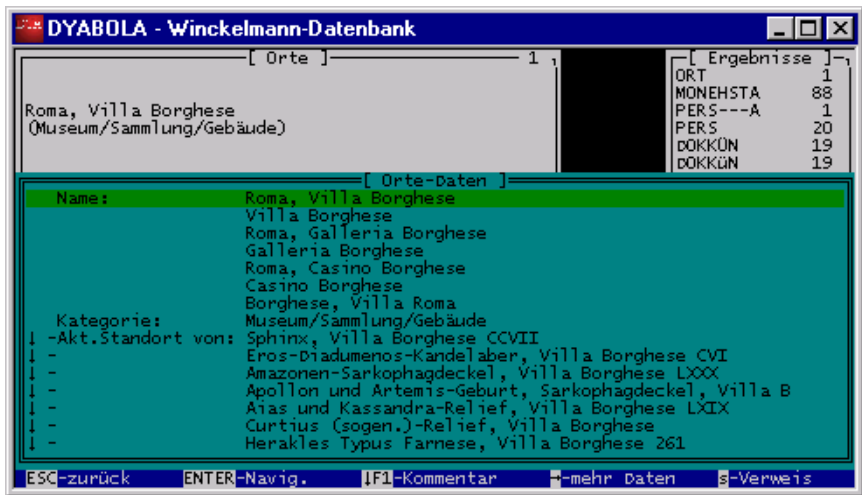 DYABOLA - Winckelmann-Datenbank
[ Orte ] 1
Roma, Villa Borghese
(Museum/Sammlung/Gebäude)
[ Ergebnisse ]
ORT 1
MONEHSTA 88
PERS---A 1
PERS 20
DOKKÜN 19
DOKKüN 19
[ Orte-Daten ]
Name: Roma, Villa Borghese
Villa Borghese
Roma, Galleria Borghese
Galleria Borghese
Roma, Casino Borghese
Casino Borghese
Borghese, Villa Roma
Kategorie: Museum/Sammlung/Gebäude
↓ -Akt.Standort von: Sphinx, Villa Borghese CCVII
↓ - Eros-Diadumenos-Kandelaber, Villa Borghese CVI
↓ - Amazonen-Sarkophagdeckel, Villa Borghese LXXX
↓ - Apollon und Artemis-Geburt, Sarkophagdeckel, Villa B
↓ - Aias und Kassandra-Relief, Villa Borghese LXIX
↓ - Curtius (sogen.)-Relief, Villa Borghese
↓ - Herakles Typus Farnese, Villa Borghese 261
ESC-zurück ENTER-Navig. ↓F1-Kommentar →-mehr Daten s-Verweis